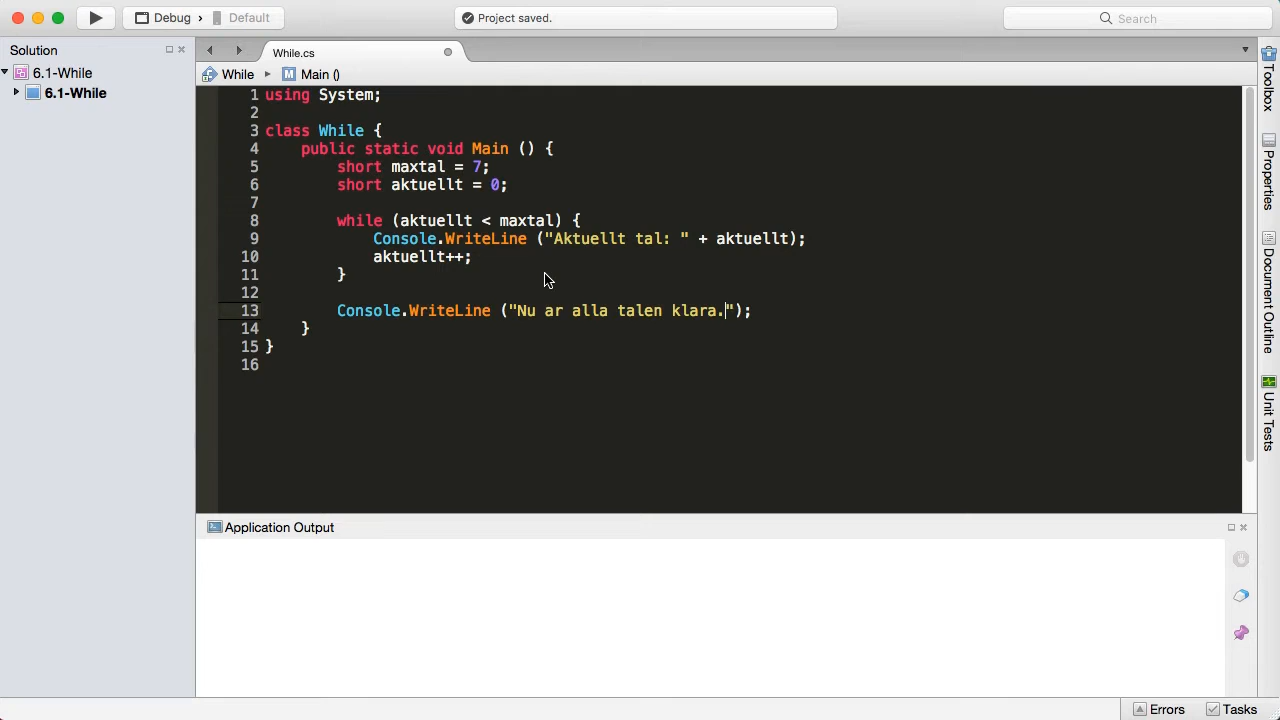 Debug › Default
Project saved.
Search
Solution
6.1-While
6.1-While
While.cs
While ▸ Main ()
1 using System;
2
3 class While {
4 public static void Main () {
5 short maxtal = 7;
6 short aktuellt = 0;
7
8 while (aktuellt < maxtal) {
9 Console.WriteLine ("Aktuellt tal: " + aktuellt);
10 aktuellt++;
11 }
12
13 Console.WriteLine ("Nu ar alla talen klara.");
14 }
15 }
16
Application Output
Toolbox
Properties
Document Outline
Unit Tests
Errors Tasks